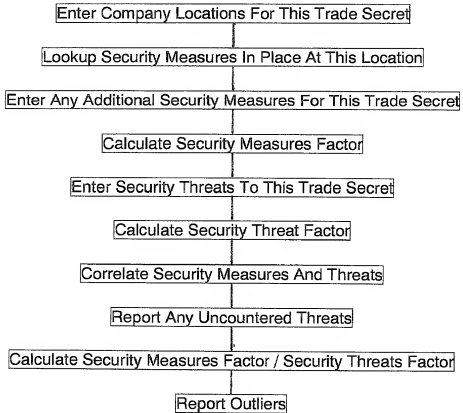 Enter Company Locations For This Trade Secret
Lookup Security Measures In Place At This Location
Enter Any Additional Security Measures For This Trade Secret
Calculate Security Measures Factor
Enter Security Threats To This Trade Secret
Calculate Security Threat Factor
Correlate Security Measures And Threats
Report Any Uncountered Threats
Calculate Security Measures Factor / Security Threats Factor
Report Outliers